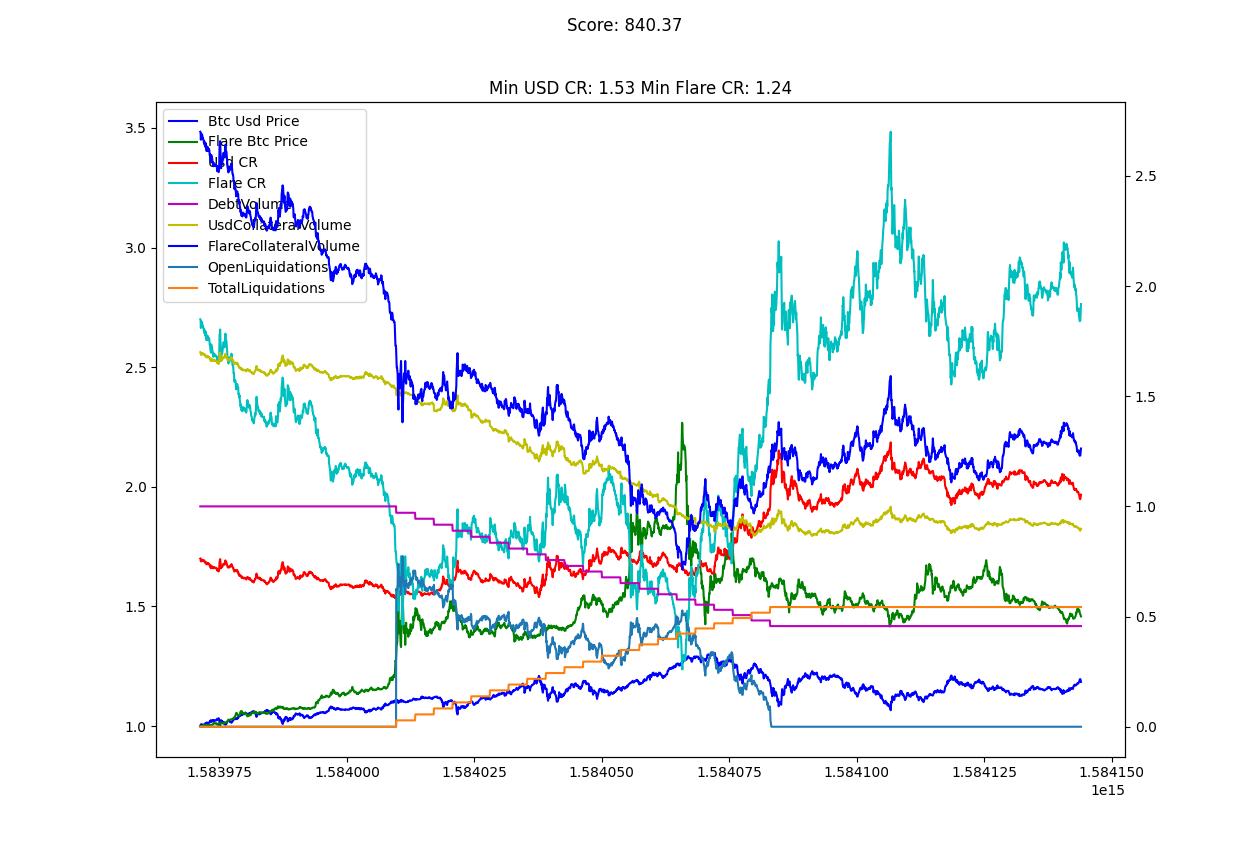 Score: 840.37
Min USD CR: 1.53 Min Flare CR: 1.24
Btc Usd Price
Flare Btc Price
Usd CR
Flare CR
DebtVolume
UsdCollateralVolume
FlareCollateralVolume
OpenLiquidations
TotalLiquidations
3.5
3.0
2.5
2.0
1.5
1.0
2.5
2.0
1.5
1.0
0.5
0.0
1.583975
1.584000
1.584025
1.584050
1.584075
1.584100
1.584125
1.584150
1e15